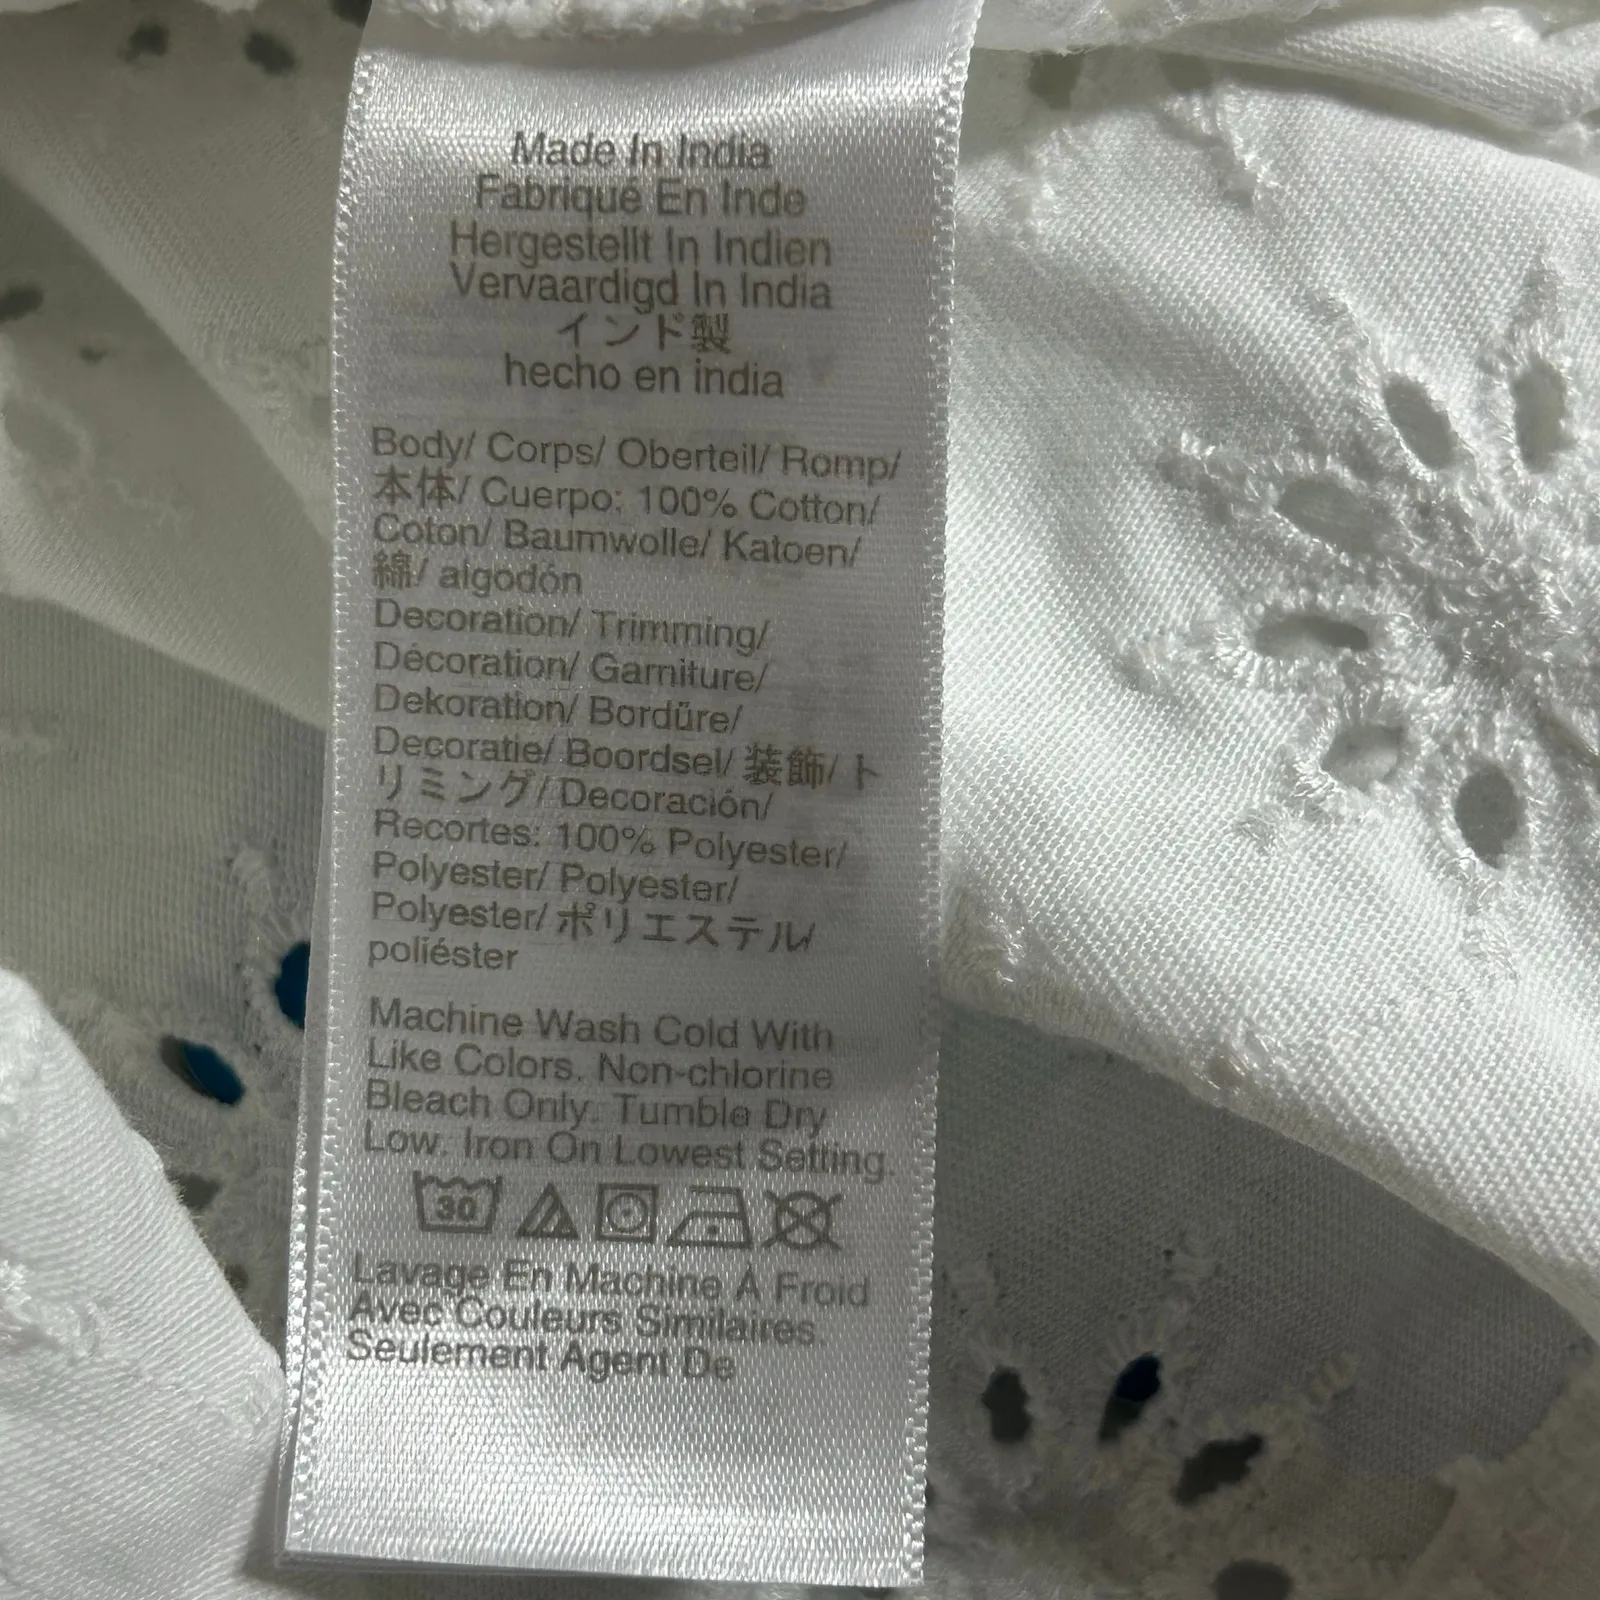 Made In India
Fabriqué En Inde
Hergestellt In Indien
Vervaardigd In India
インド製
hecho en india
Body/ Corps/ Oberteil/ Romp/
本体/ Cuerpo: 100% Cotton/
Coton/ Baumwolle/ Katoen/
綿/ algodón
Decoration/ Trimming/
Décoration/ Garniture/
Dekoration/ Bordüre/
Decoratie/ Boordsel/ 装飾/ ト
リミング/ Decoración/
Recortes: 100% Polyester/
Polyester/ Polyester/
Polyester/ ポリエステル/
poliéster
Machine Wash Cold With
Like Colors. Non-chlorine
Bleach Only. Tumble Dry
Low. Iron On Lowest Setting.
30
Lavage En Machine À Froid
Avec Couleurs Similaires
Seulement Agent De